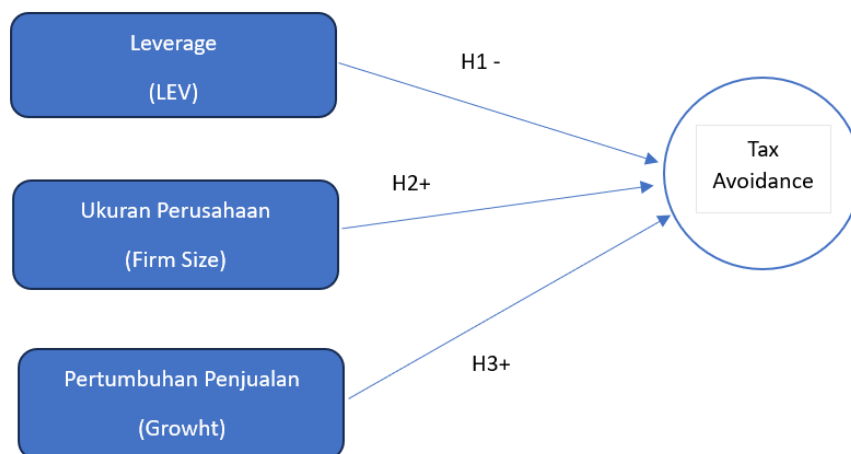 Leverage
(LEV)
H1 -
Tax
Avoidance
Ukuran Perusahaan
(Firm Size)
H2+
Pertumbuhan Penjualan
(Growht)
H3+